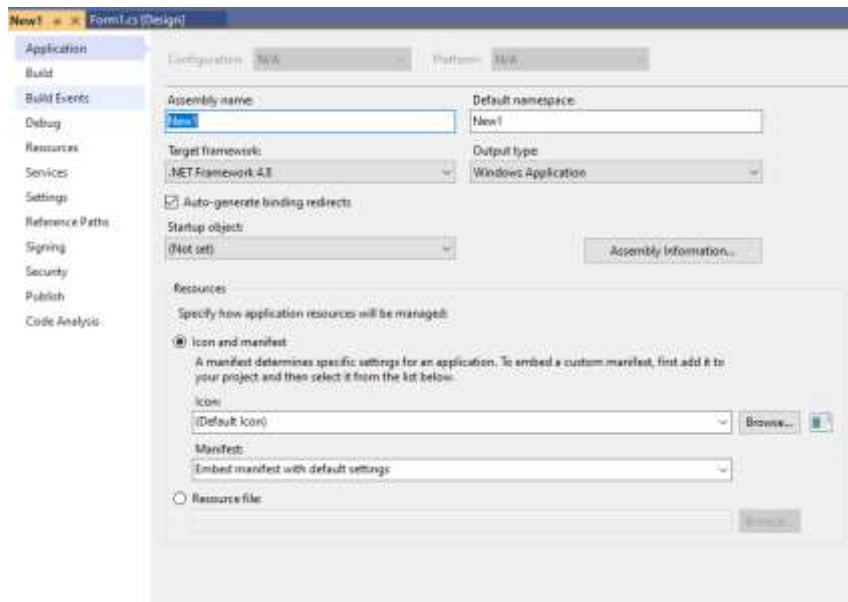 New1 Form1.cs [Design]
Application
Build
Build Events
Debug
Resources
Services
Settings
Reference Paths
Signing
Security
Publish
Code Analysis
Configuration: N/A Platform: N/A
Assembly name: Default namespace:
New1 New1
Target framework: Output type:
.NET Framework 4.8 Windows Application
Auto-generate binding redirects
Startup object:
(Not set) Assembly Information...
Resources
Specify how application resources will be managed:
Icon and manifest
A manifest determines specific settings for an application. To embed a custom manifest, first add it to
your project and then select it from the list below.
Icon:
(Default Icon) Browse...
Manifest:
Embed manifest with default settings
Resource file:
Browse...